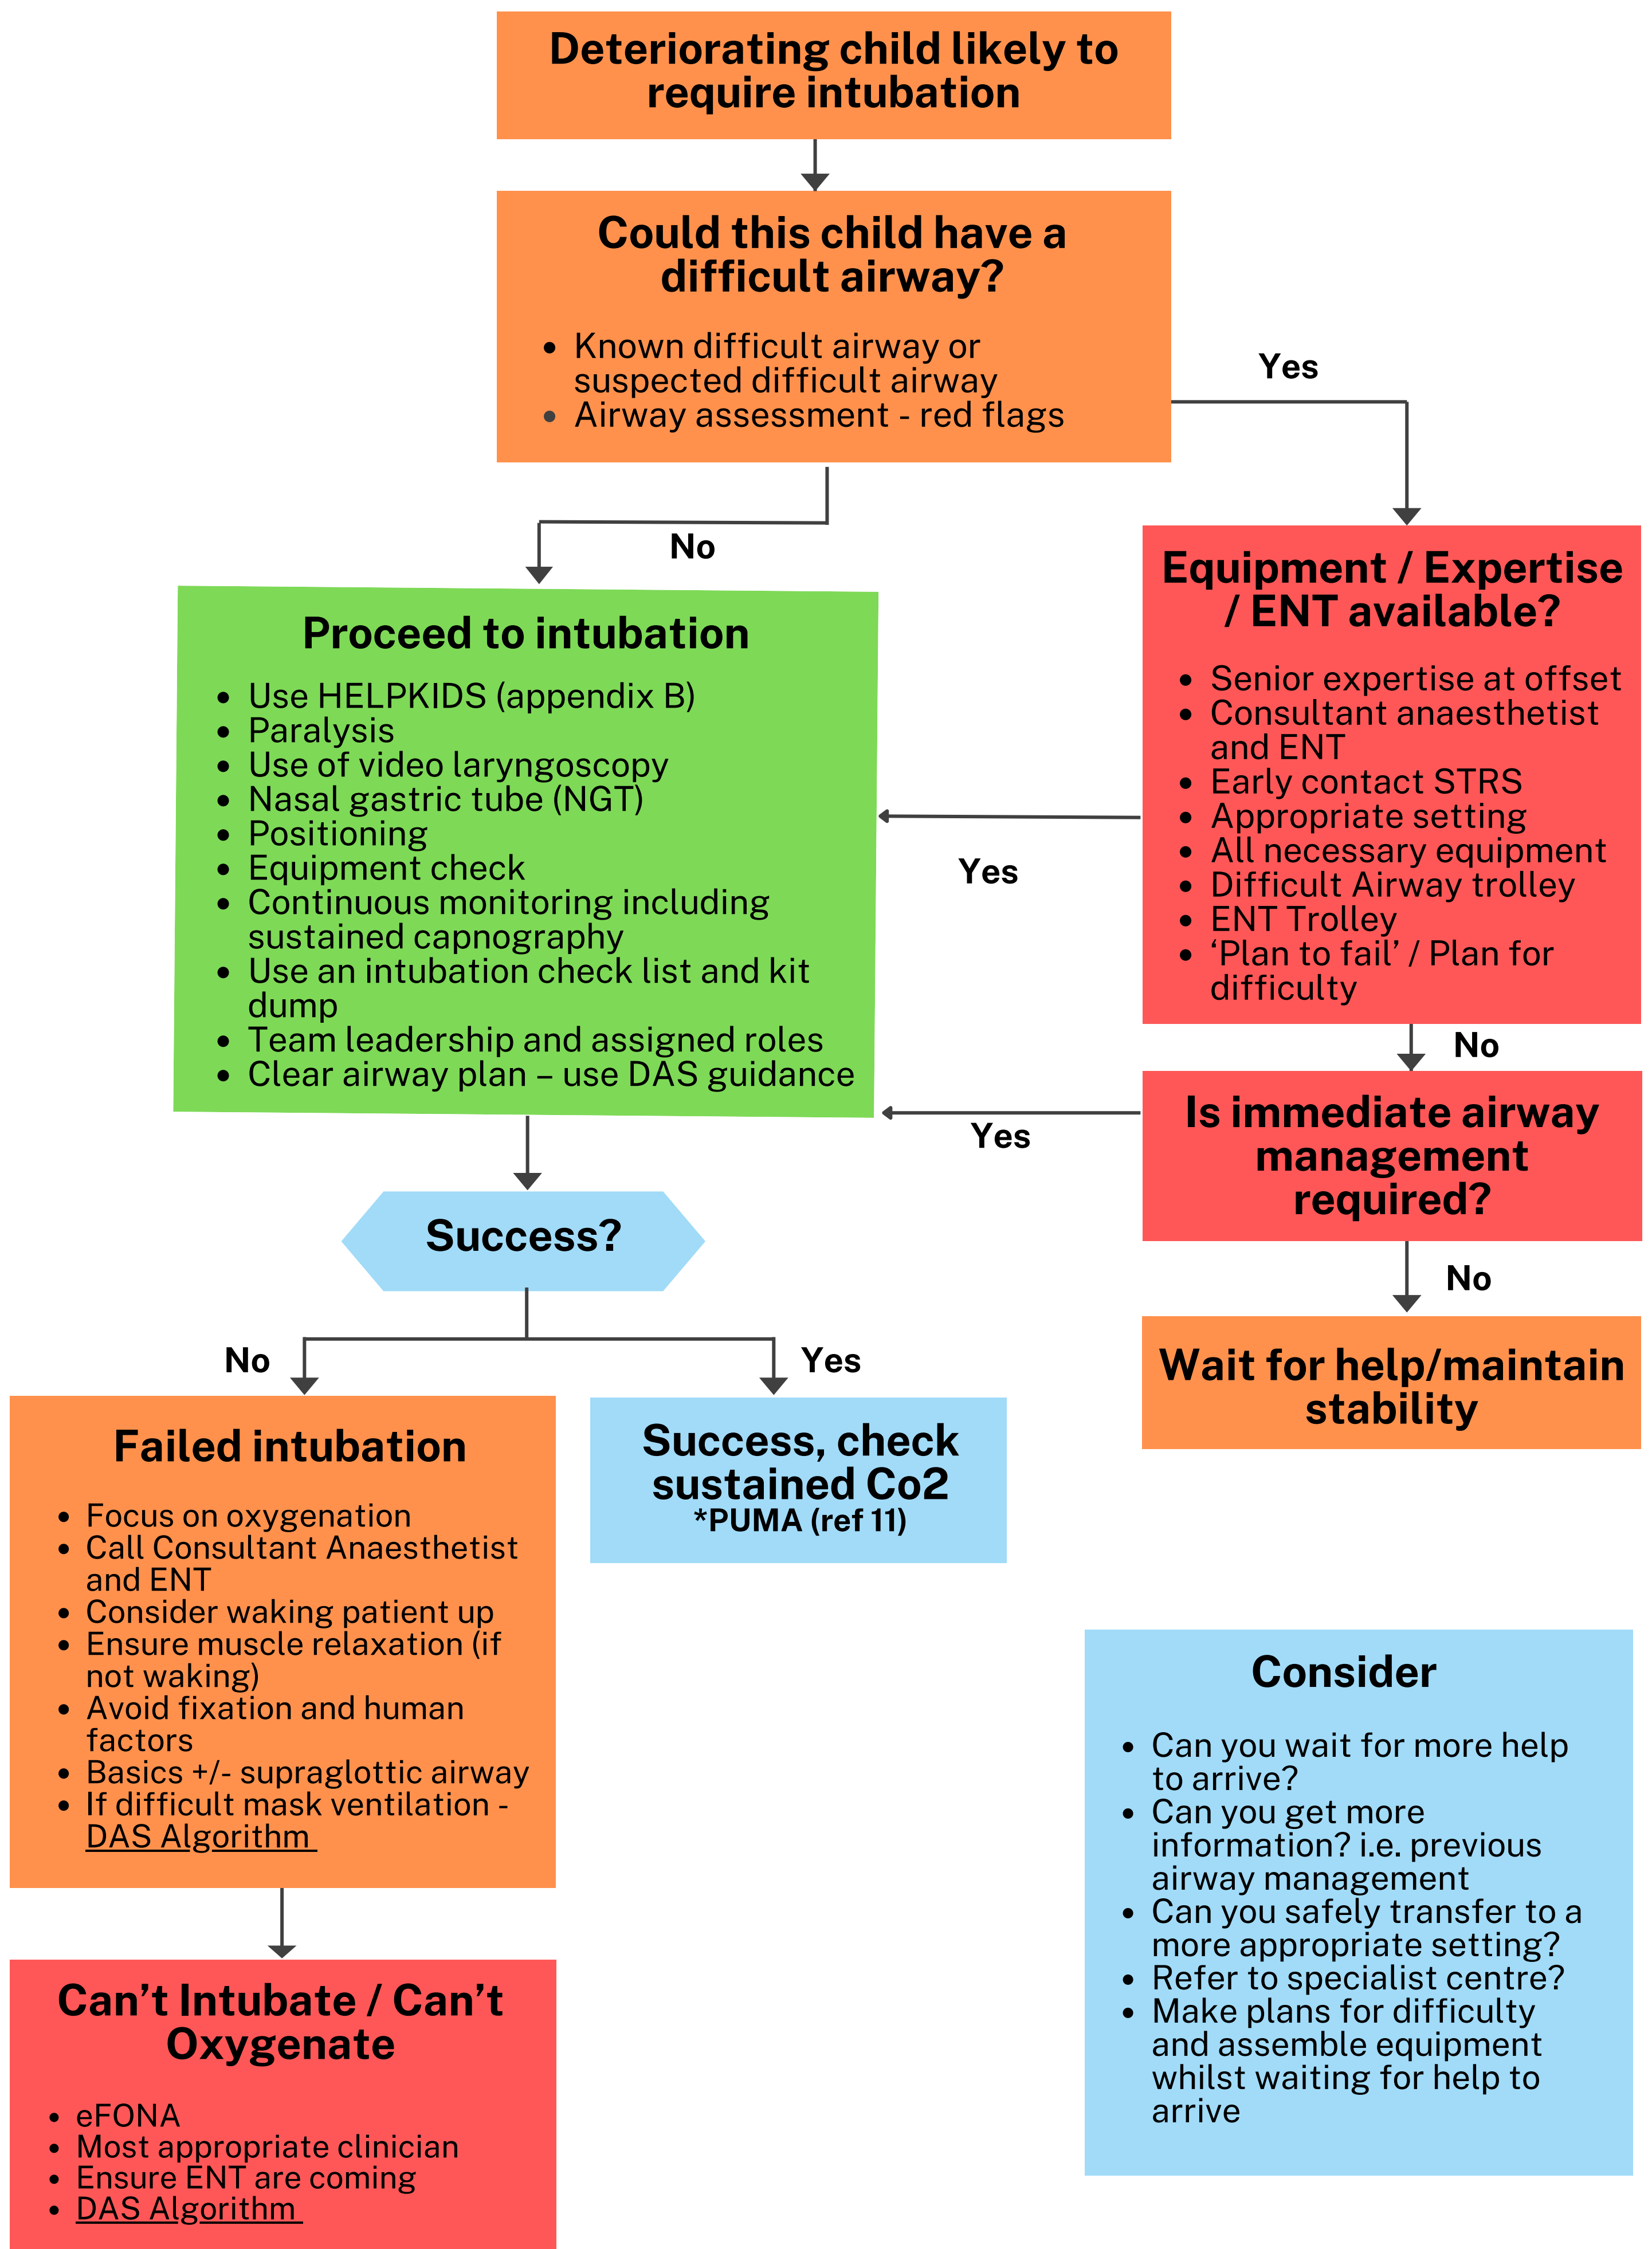 Deteriorating child likely to
require intubation
Could this child have a
difficult airway?
• Known difficult airway or
suspected difficult airway
• Airway assessment - red flags
Yes
No
Equipment / Expertise
/ ENT available?
• Senior expertise at offset
• Consultant anaesthetist
and ENT
• Early contact STRS
• Appropriate setting
• All necessary equipment
• Difficult Airway trolley
• ENT Trolley
• ‘Plan to fail’ / Plan for
difficulty
Proceed to intubation
• Use HELPKIDS (appendix B)
• Paralysis
• Use of video laryngoscopy
• Nasal gastric tube (NGT)
• Positioning
• Equipment check
• Continuous monitoring including
sustained capnography
• Use an intubation check list and kit
dump
• Team leadership and assigned roles
• Clear airway plan – use DAS guidance
Yes
No
Is immediate airway
management
required?
Yes
No
Wait for help/maintain
stability
Success?
No
Yes
Failed intubation
• Focus on oxygenation
• Call Consultant Anaesthetist
and ENT
• Consider waking patient up
• Ensure muscle relaxation (if
not waking)
• Avoid fixation and human
factors
• Basics +/- supraglottic airway
• If difficult mask ventilation -
DAS Algorithm
Success, check
sustained Co2
*PUMA (ref 11)
Can’t Intubate / Can’t
Oxygenate
• eFONA
• Most appropriate clinician
• Ensure ENT are coming
• DAS Algorithm
Consider
• Can you wait for more help
to arrive?
• Can you get more
information? i.e. previous
airway management
• Can you safely transfer to a
more appropriate setting?
• Refer to specialist centre?
• Make plans for difficulty
and assemble equipment
whilst waiting for help to
arrive